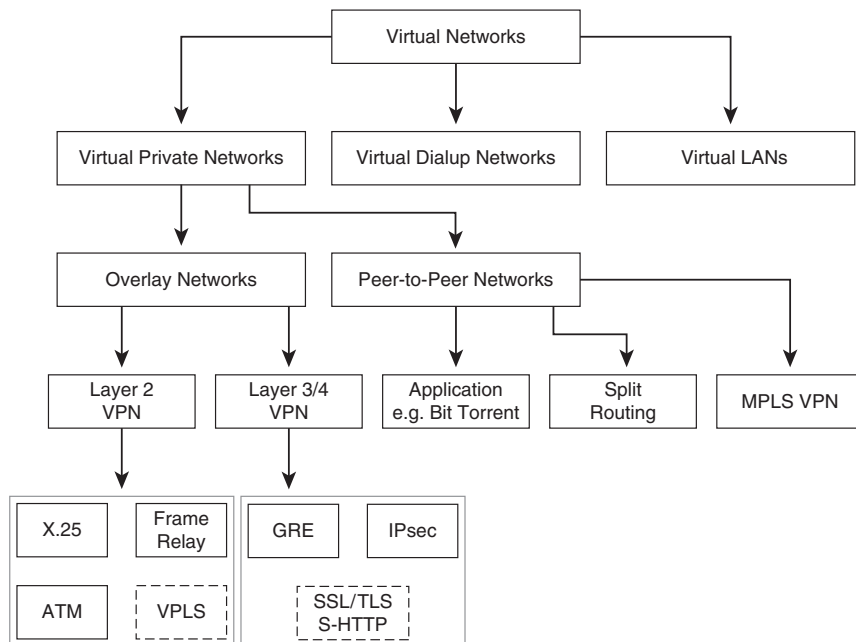 Virtual Networks
Virtual Private Networks
Virtual Dialup Networks
Virtual LANs
Overlay Networks
Peer-to-Peer Networks
Layer 2
VPN
Layer 3/4
VPN
Application
e.g. Bit Torrent
Split
Routing
MPLS VPN
X.25
Frame
Relay
GRE
IPsec
ATM
VPLS
SSL/TLS
S-HTTP